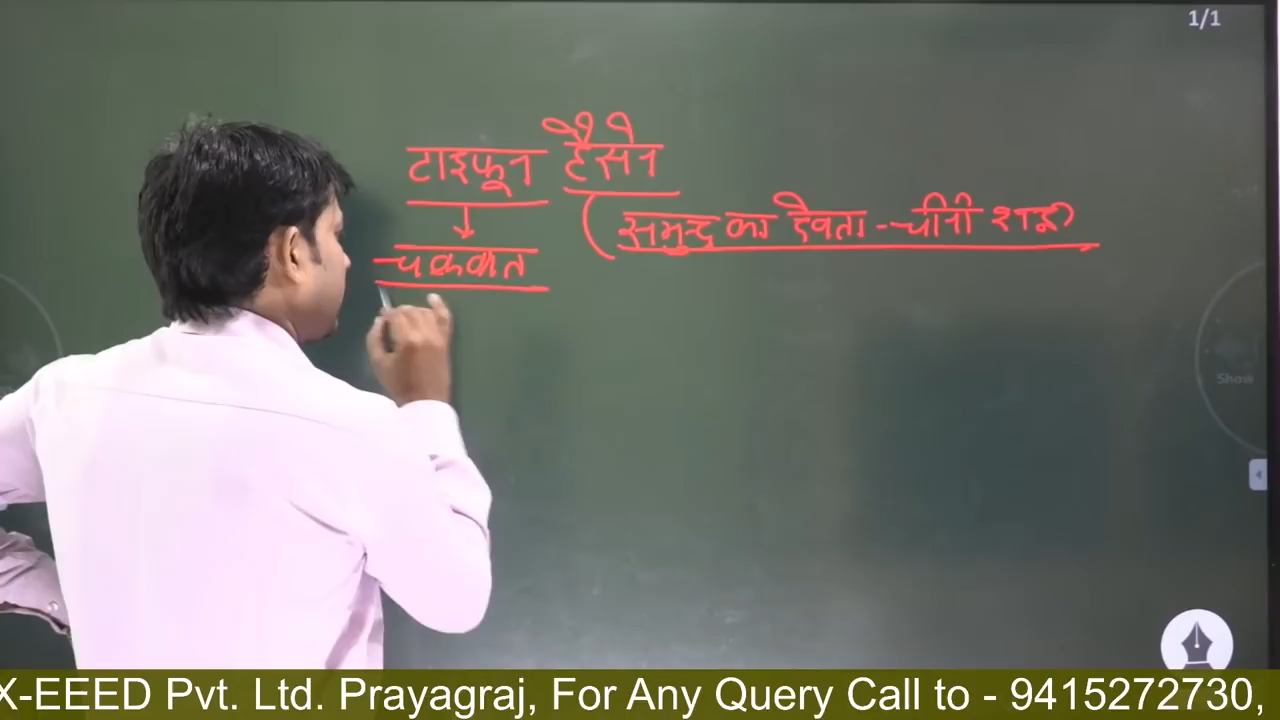 1/1
टाइफून हैसेन
(समुन्द्र का देवता - चीनी शब्द)
चक्रवात
Show
X-EEED Pvt. Ltd. Prayagraj, For Any Query Call to - 9415272730,